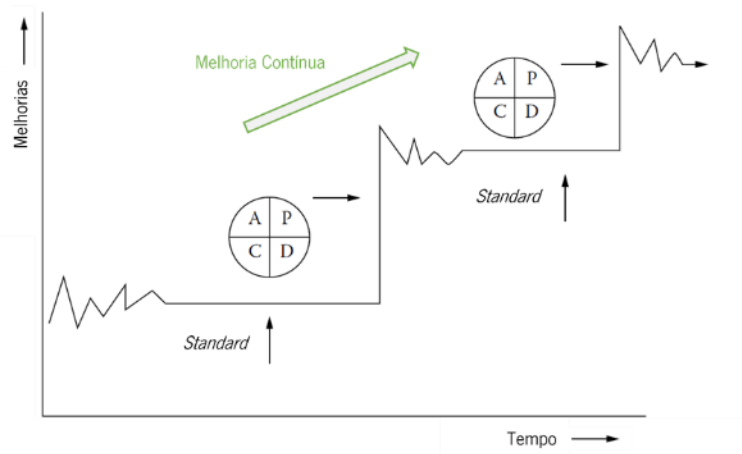 Melhorias
Melhoria Contínua
A P
C D
Standard
A P
C D
Standard
Tempo